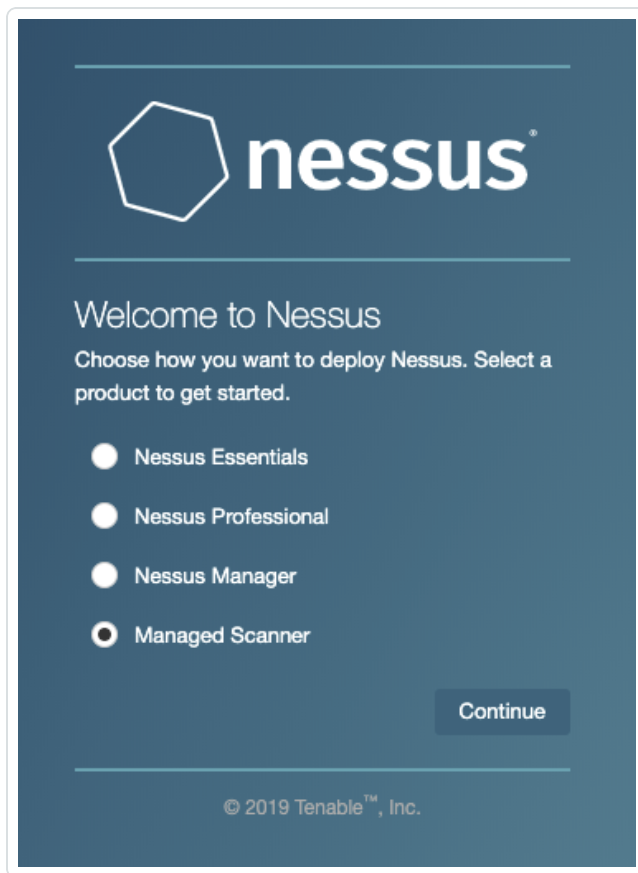 nessus®
Welcome to Nessus
Choose how you want to deploy Nessus. Select a
product to get started.
Nessus Essentials
Nessus Professional
Nessus Manager
Managed Scanner
Continue
© 2019 Tenable™, Inc.